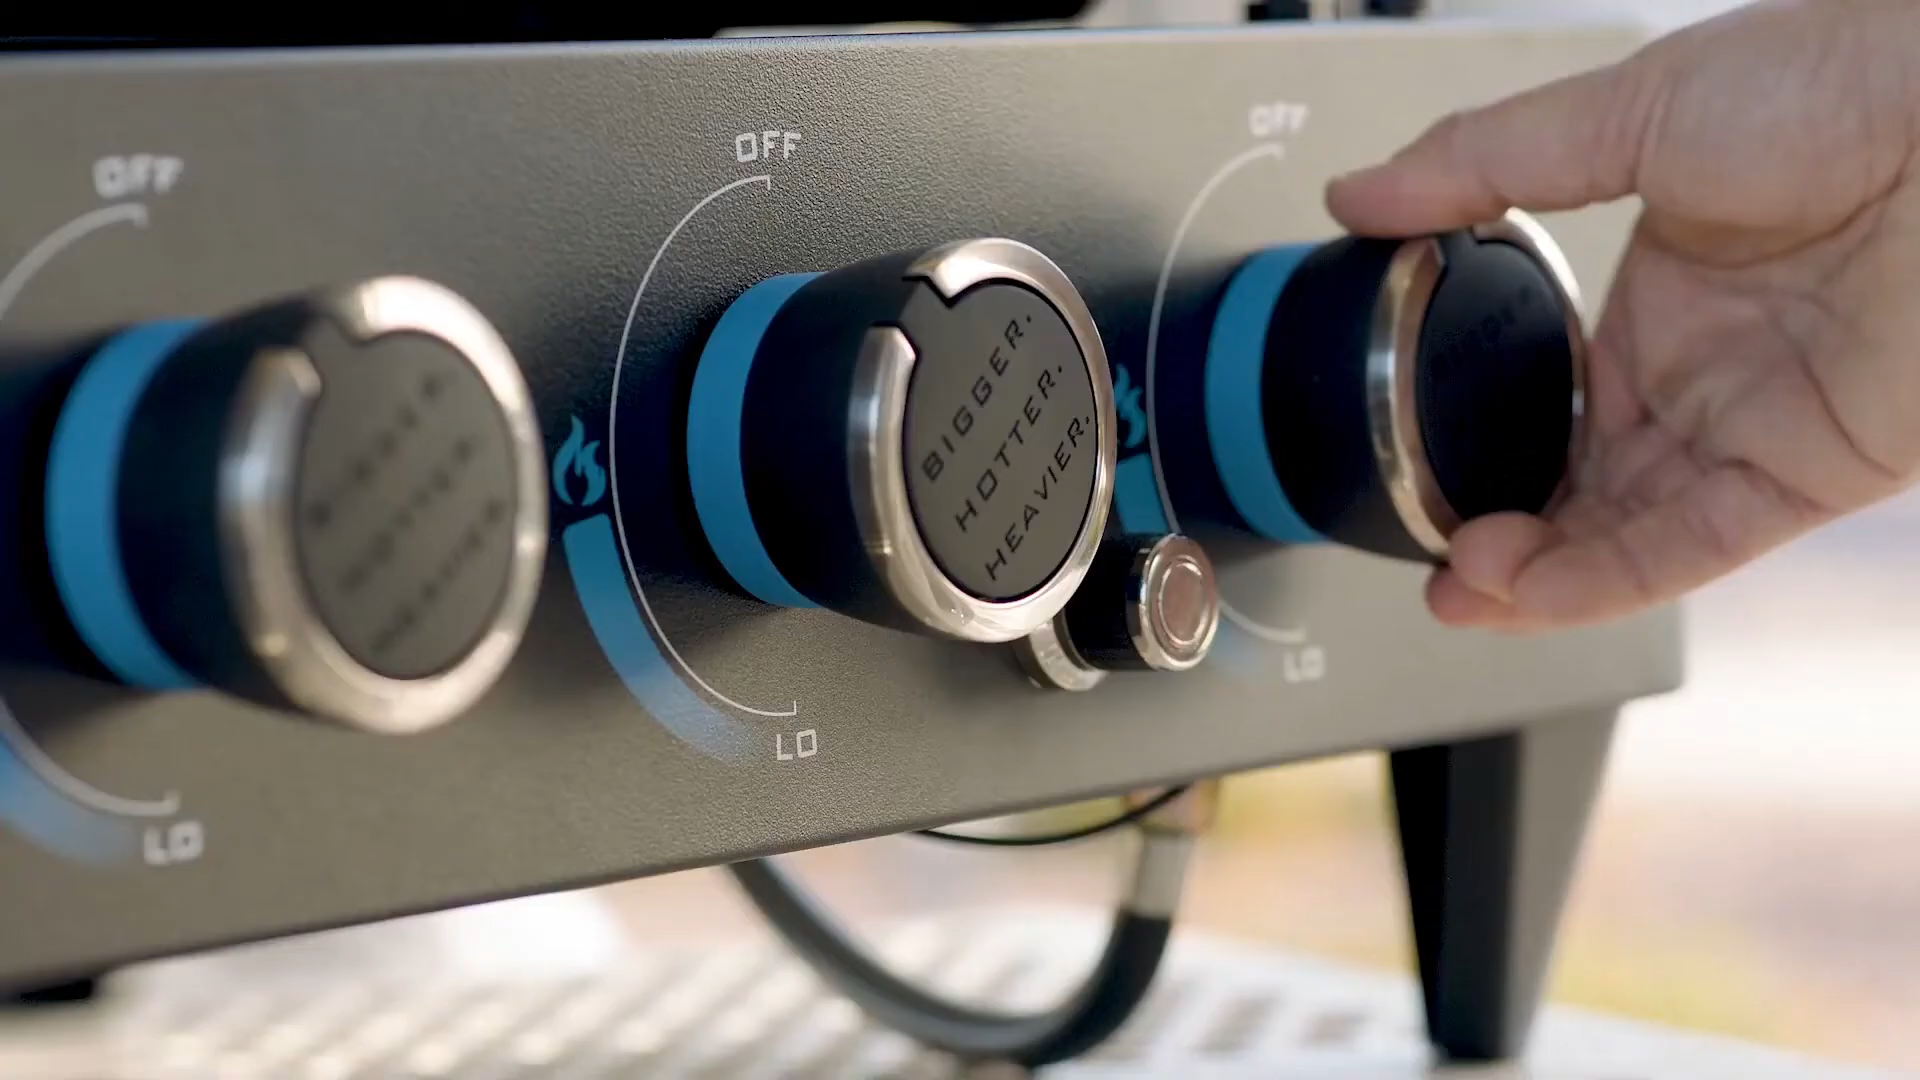 OFF
OFF
OFF
BIGGER.
HOTTER.
HEAVIER.
LO
LO
LO